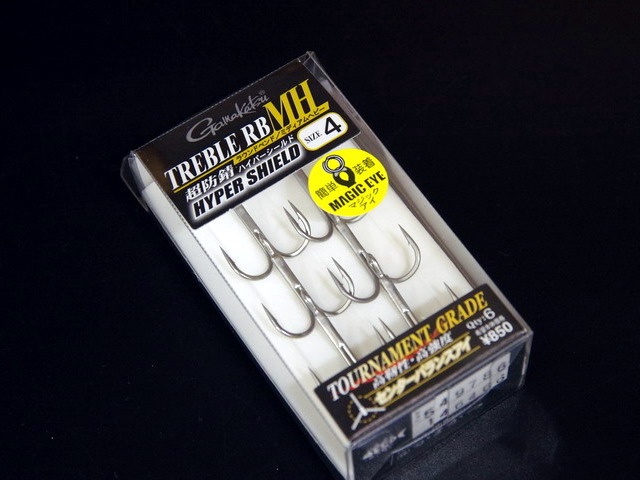 Gamakatsu
TREBLE RB MH
ラウンドベンド/ミディアムヘビー
SIZE 4
超防錆 ハイパーシールド
HYPER SHIELD
簡単 装着
MAGIC EYE
マジック
アイ
TOURNAMENT GRADE
Qty: 6
高靭性・高強度
¥850
センターバランスアイ